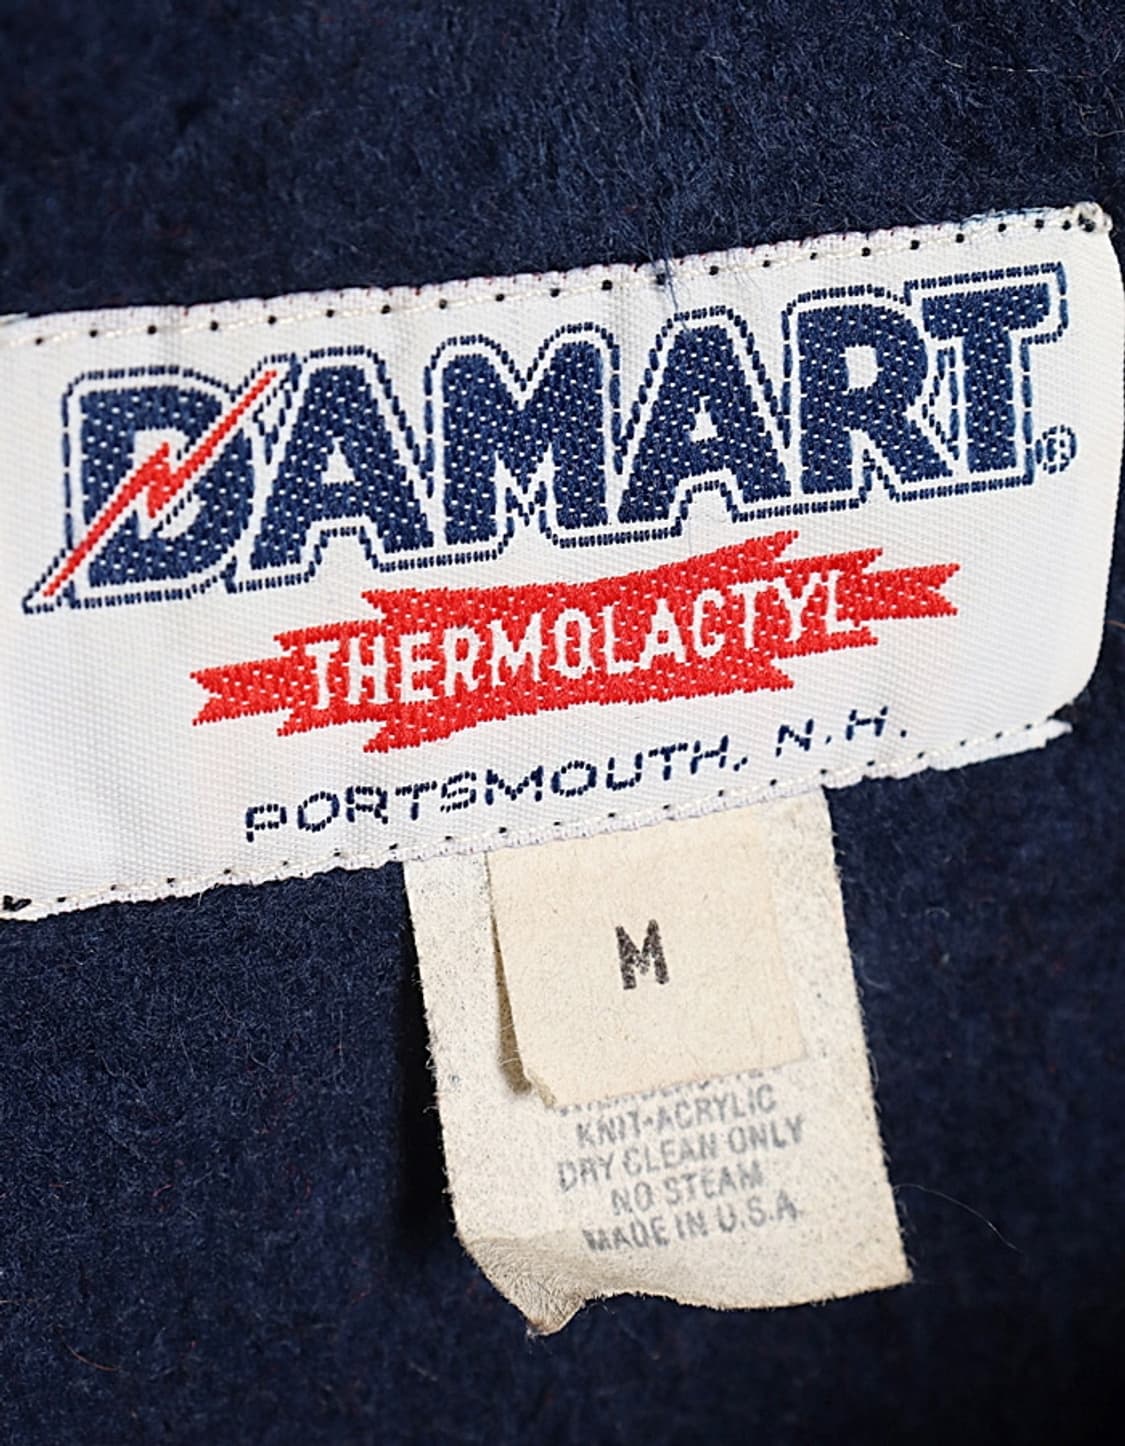 DAMART®
THERMOLACTYL
PORTSMOUTH, N.H.
M
KNIT-ACRYLIC
DRY CLEAN ONLY
NO STEAM
MADE IN U.S.A.